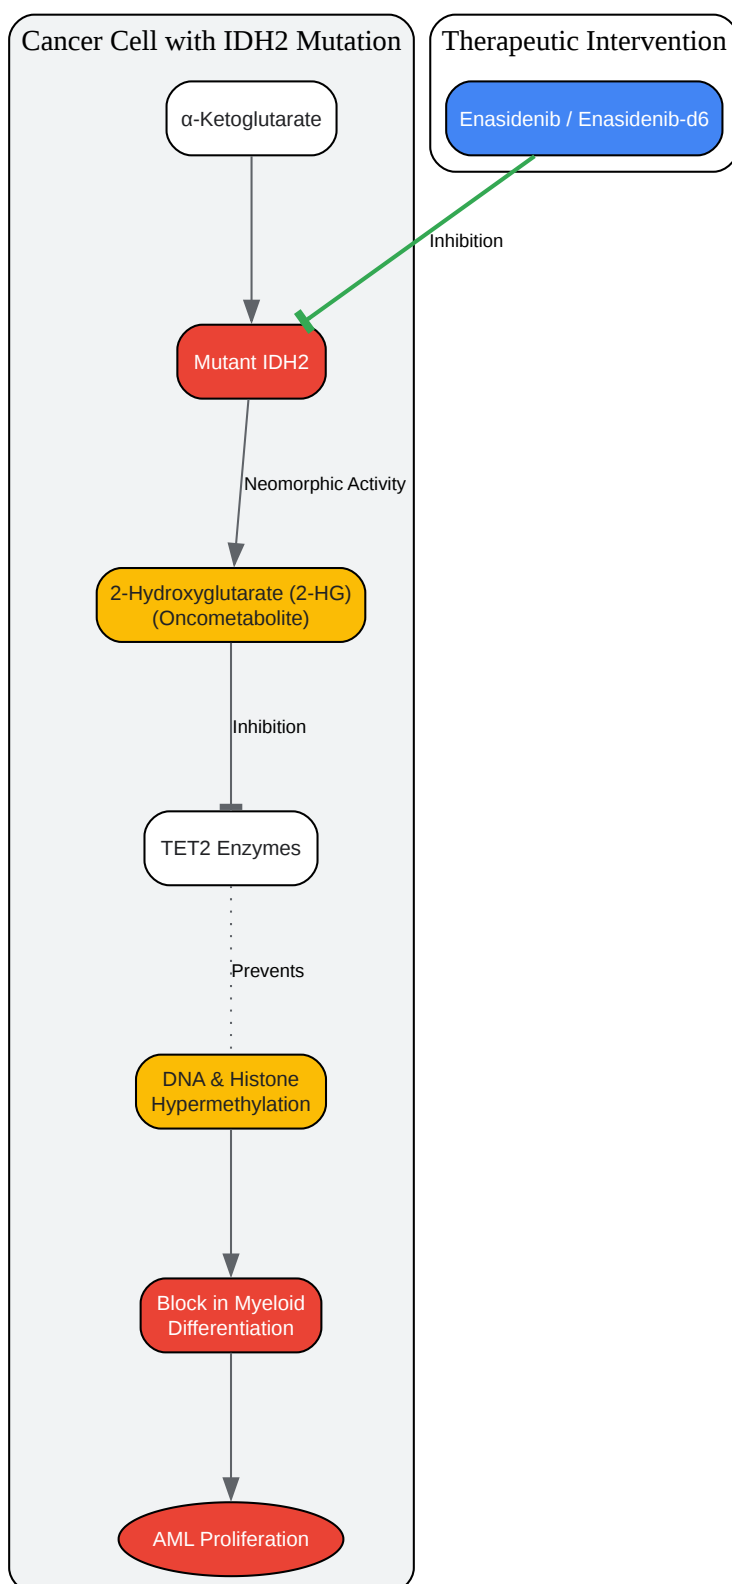 Cancer Cell with IDH2 Mutation
Therapeutic Intervention
α-Ketoglutarate
Enasidenib / Enasidenib-d6
Inhibition
Mutant IDH2
Neomorphic Activity
2-Hydroxyglutarate (2-HG)
(Oncometabolite)
Inhibition
TET2 Enzymes
Prevents
DNA & Histone
Hypermethylation
Block in Myeloid
Differentiation
AML Proliferation